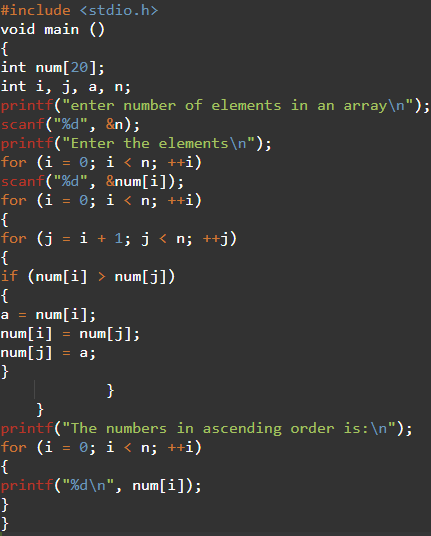 #include <stdio.h>
void main ()
{
int num[20];
int i, j, a, n;
printf("enter number of elements in an array\n");
scanf("%d", &n);
printf("Enter the elements\n");
for (i = 0; i < n; ++i)
scanf("%d", &num[i]);
for (i = 0; i < n; ++i)
{
for (j = i + 1; j < n; ++j)
{
if (num[i] > num[j])
{
a = num[i];
num[i] = num[j];
num[j] = a;
}
}
}
printf("The numbers in ascending order is:\n");
for (i = 0; i < n; ++i)
{
printf("%d\n", num[i]);
}
}